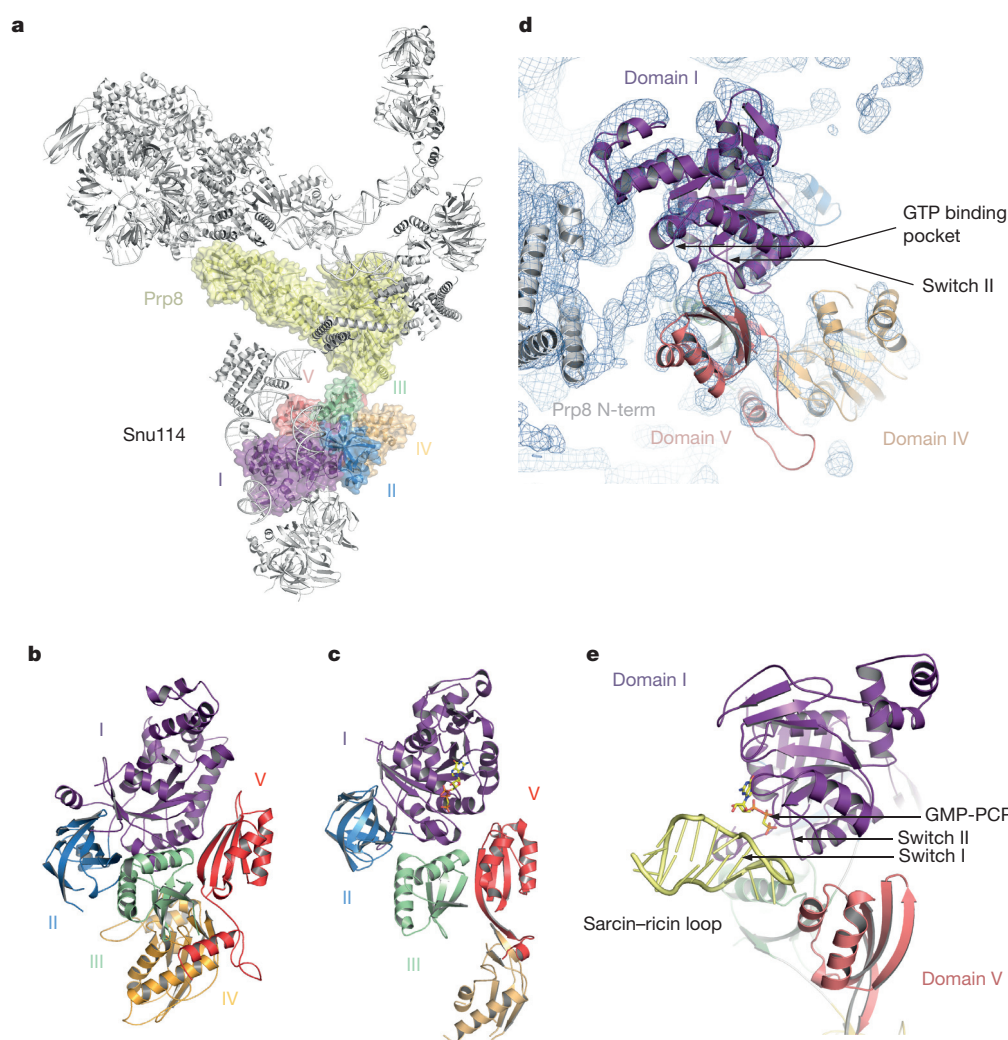 a
Prp8
Snu114
V
III
IV
I
II
d
Domain I
GTP binding
pocket
Switch II
Prp8 N-term
Domain V
Domain IV
b
I
V
II
III
IV
c
I
V
II
III
e
Domain I
GMP-PCP
Switch II
Switch I
Sarcin–ricin loop
Domain V